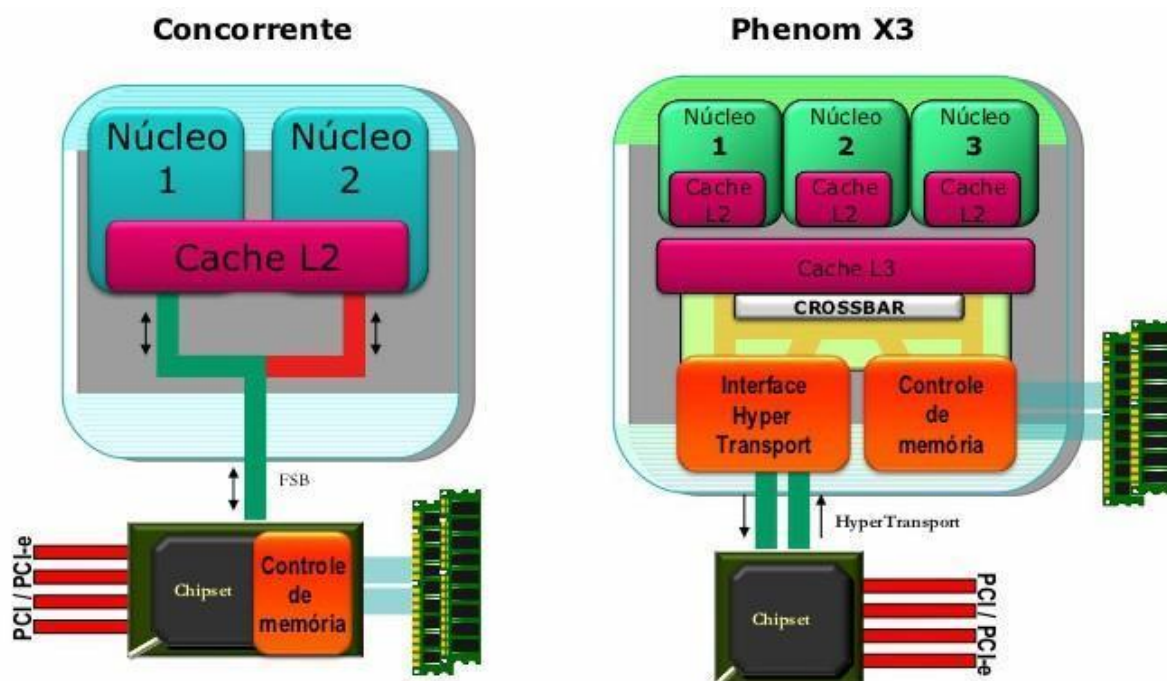 Concorrente
Núcleo
1
Núcleo
2
Cache L2
FSB
PCI / PCI-e
Chipset
Controle
de
memória
Phenom X3
Núcleo
1
Cache
L2
Núcleo
2
Cache
L2
Núcleo
3
Cache
L2
Cache L3
CROSSBAR
Interface
Hyper
Transport
Controle
de
memória
HyperTransport
Chipset
PCI / PCI-e